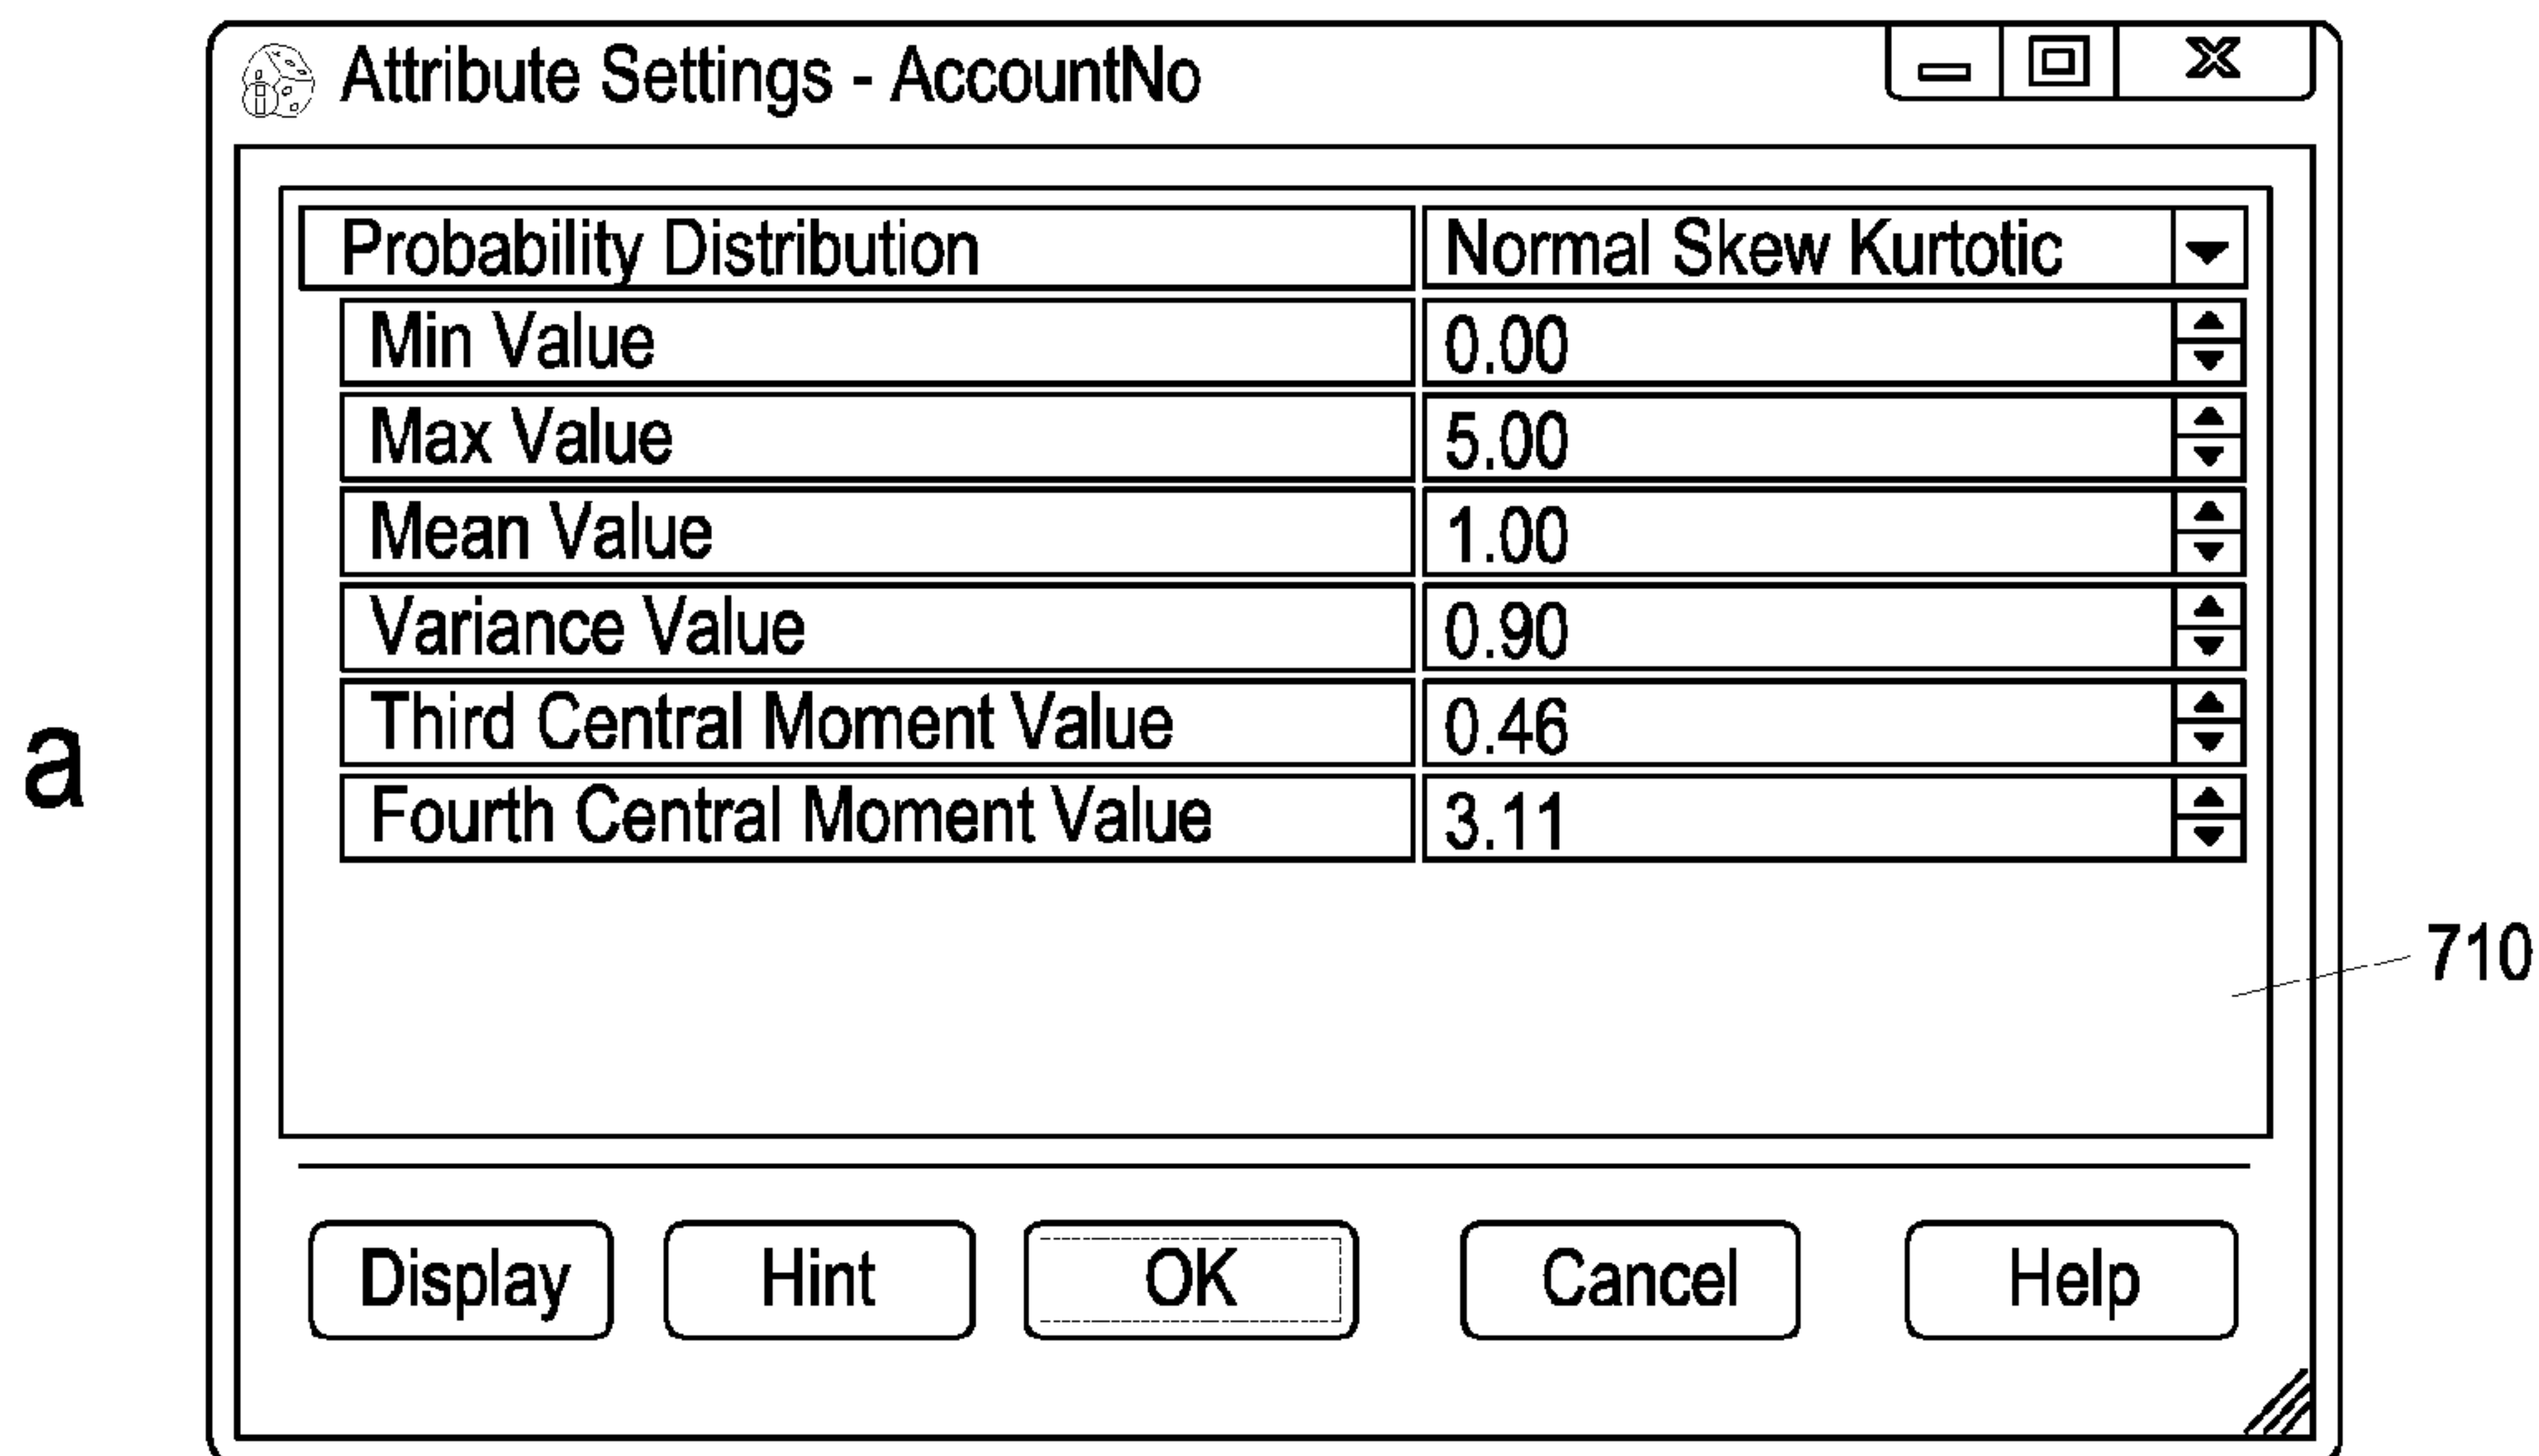 Attribute Settings - AccountNo
Probability Distribution Normal Skew Kurtotic
Min Value 0.00
Max Value 5.00
Mean Value 1.00
Variance Value 0.90
Third Central Moment Value 0.46
a
Fourth Central Moment Value 3.11
710
Display Hint OK Cancel Help